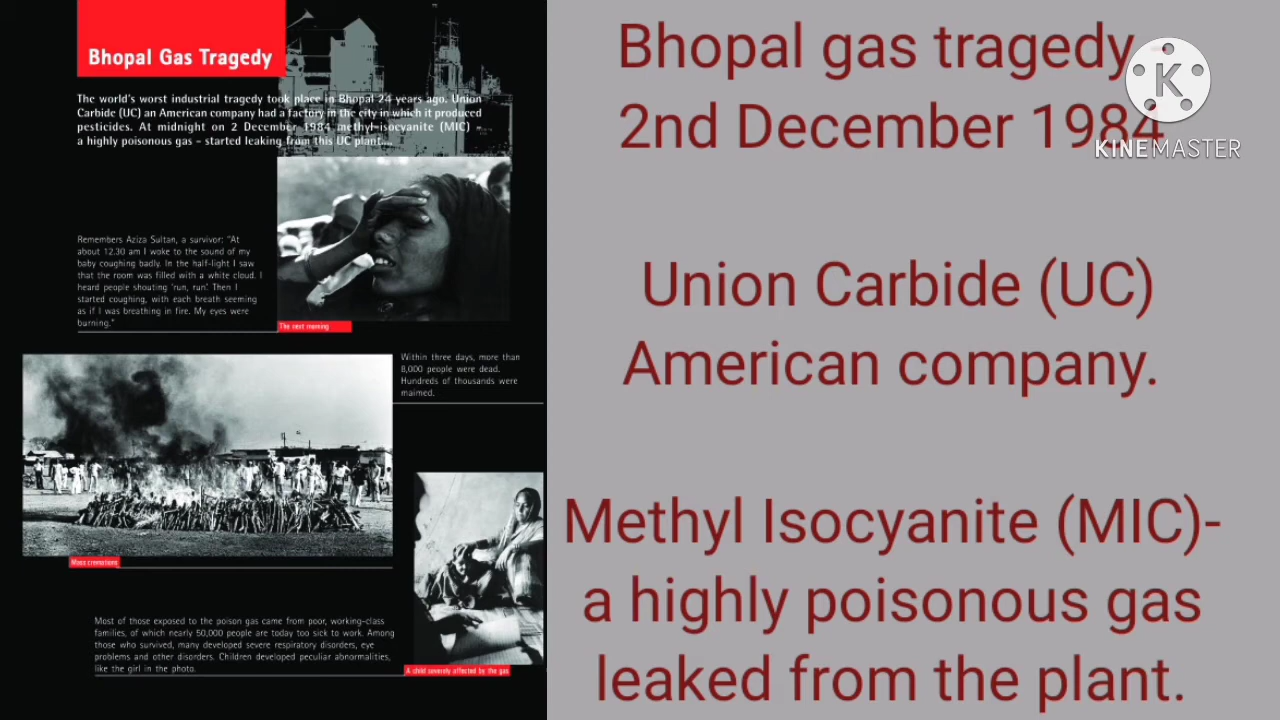 Bhopal Gas Tragedy
The world's worst industrial tragedy took place in Bhopal 24 years ago. Union
Carbide (UC) an American company had a factory in the city in which it produced
pesticides. At midnight on 2 December 1984 methyl-isocyanite (MIC) -
a highly poisonous gas - started leaking from this UC plant....
Remembers Aziza Sultan, a survivor: "At
about 12.30 am I woke to the sound of my
baby coughing badly. In the half-light I saw
that the room was filled with a white cloud. I
heard people shouting 'run, run'. Then I
started coughing, with each breath seeming
as if I was breathing in fire. My eyes were
burning."
The next morning
Within three days, more than
8,000 people were dead.
Hundreds of thousands were
maimed.
Mass cremations
Most of those exposed to the poison gas came from poor, working-class
families, of which nearly 50,000 people are today too sick to work. Among
those who survived, many developed severe respiratory disorders, eye
problems and other disorders. Children developed peculiar abnormalities,
like the girl in the photo.
A child severely affected by the gas
Bhopal gas tragedy -
2nd December 1984
K
KINEMASTER
Union Carbide (UC)
American company.
Methyl Isocyanite (MIC)-
a highly poisonous gas
leaked from the plant.